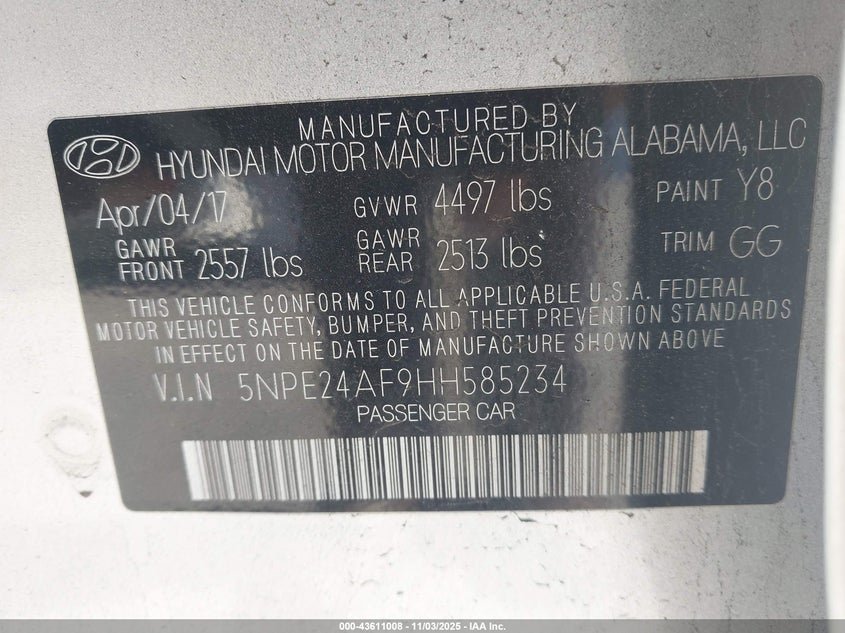 MANUFACTURED BY
HYUNDAI MOTOR MANUFACTURING ALABAMA, LLC
Apr/04/17 GVWR 4497 lbs PAINT Y8
GAWR FRONT 2557 lbs GAWR REAR 2513 lbs TRIM GG
THIS VEHICLE CONFORMS TO ALL APPLICABLE U.S.A. FEDERAL
MOTOR VEHICLE SAFETY, BUMPER, AND THEFT PREVENTION STANDARDS
IN EFFECT ON THE DATE OF MANUFACTURE SHOWN ABOVE
V.I.N 5NPE24AF9HH585234
PASSENGER CAR
000-43611008 - 11/03/2025 - IAA Inc.